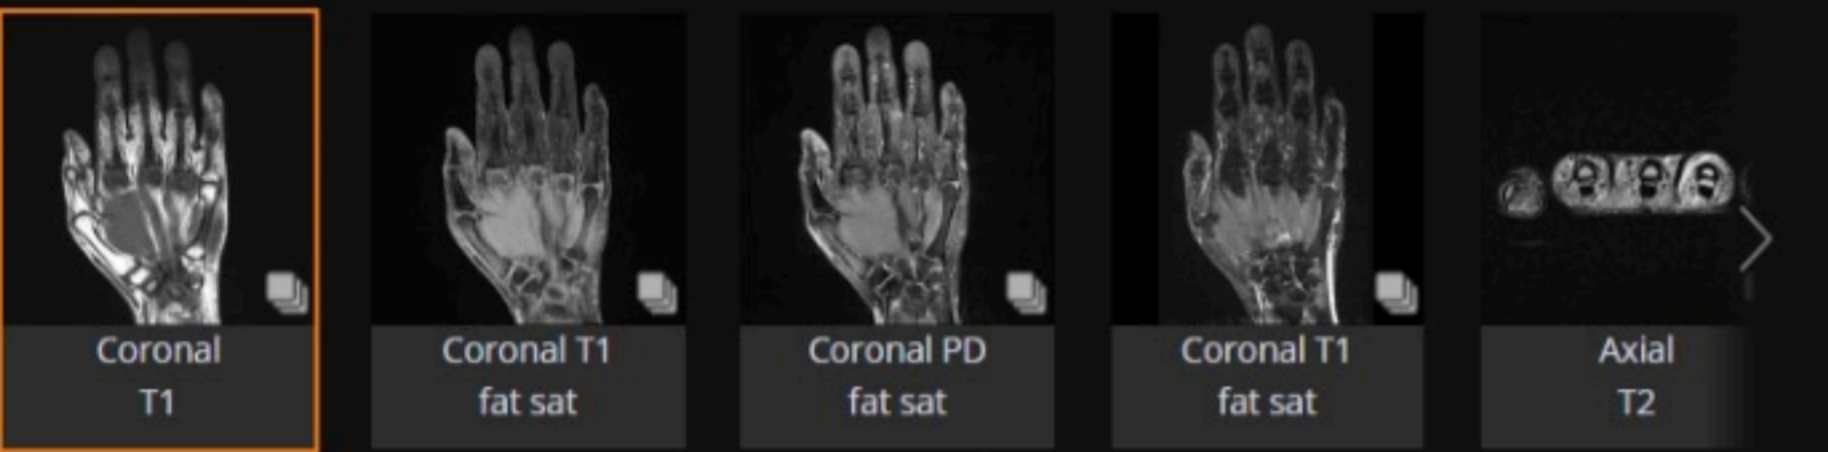 Coronal
T1
Coronal T1
fat sat
Coronal PD
fat sat
Coronal T1
fat sat
Axial
T2